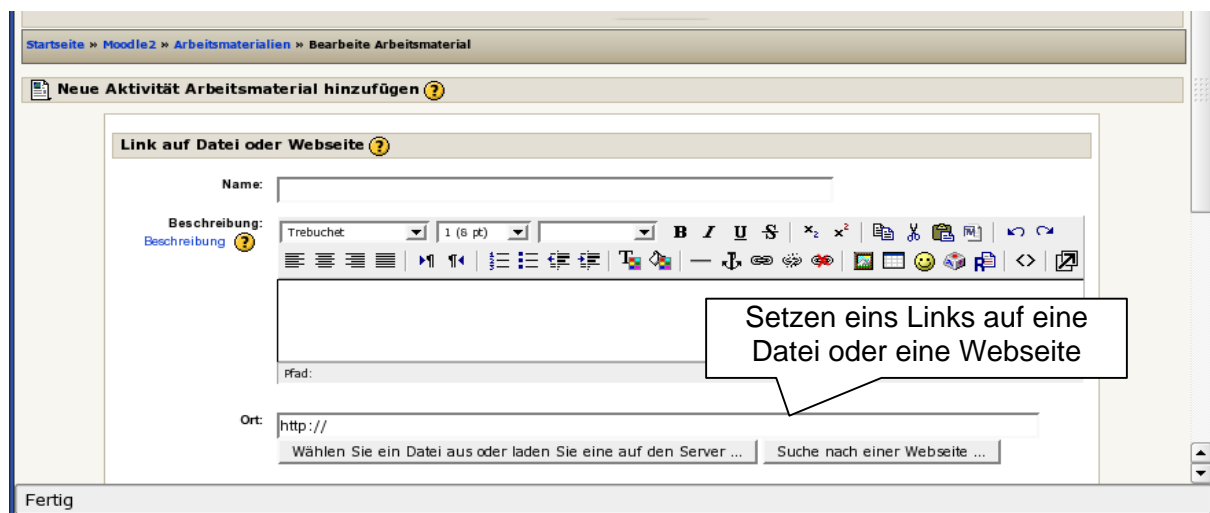 Startseite » Moodle2 » Arbeitsmaterialien » Bearbeite Arbeitsmaterial
Neue Aktivität Arbeitsmaterial hinzufügen ?
Link auf Datei oder Webseite ?
Name:
Beschreibung:
Beschreibung ?
Trebuchet 1 (8 pt) B I U S x₂ x²
Setzen eins Links auf eine
Datei oder eine Webseite
Pfad:
Ort:
http://
Wählen Sie ein Datei aus oder laden Sie eine auf den Server ... Suche nach einer Webseite ...
Fertig